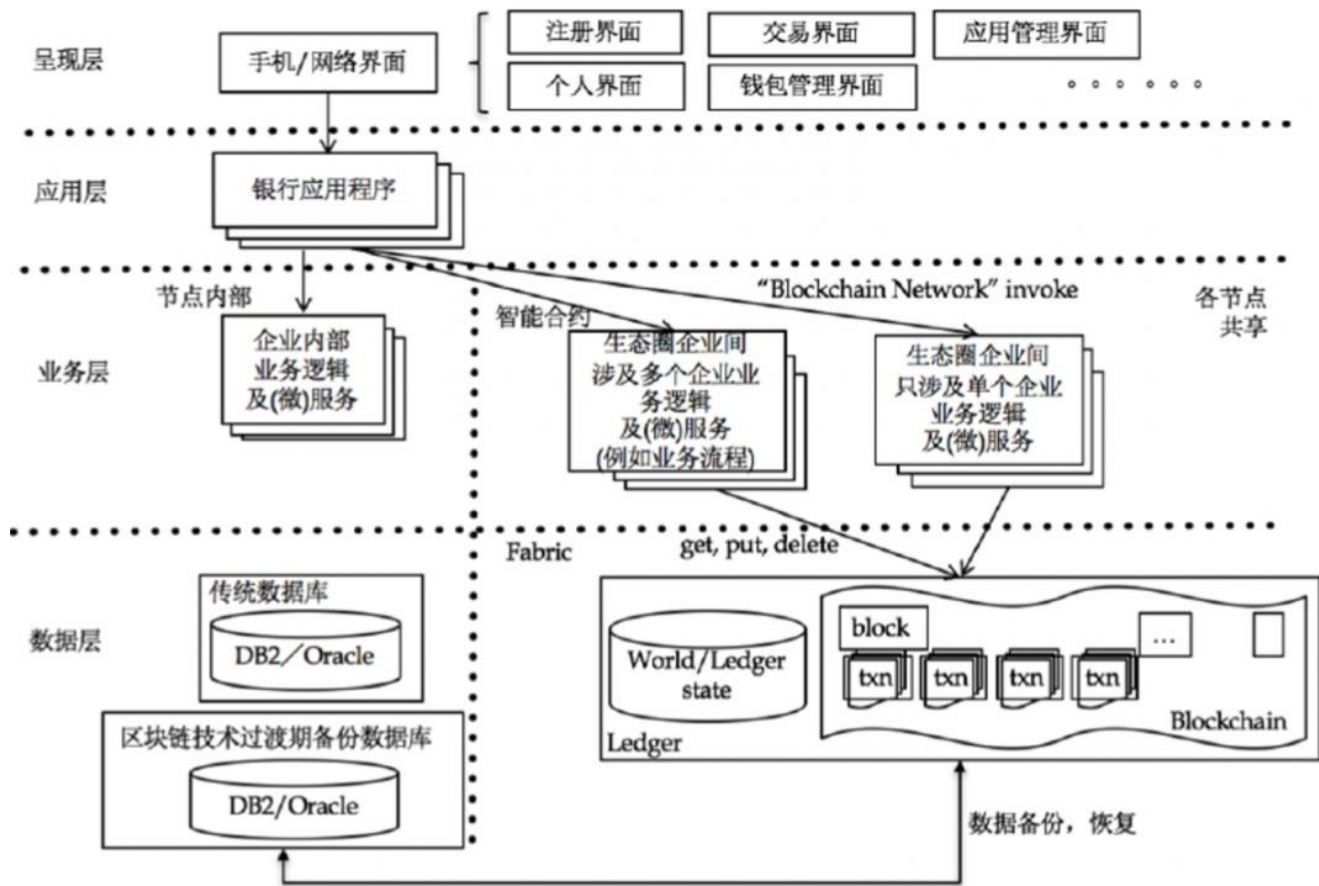 呈现层
手机/网络界面
注册界面
交易界面
应用管理界面
个人界面
钱包管理界面
。。。。。。
应用层
银行应用程序
节点内部
智能合约
“Blockchain Network” invoke
各节点
共享
业务层
企业内部
业务逻辑
及(微)服务
生态圈企业间
涉及多个企业业
务逻辑
及(微)服务
(例如业务流程)
生态圈企业间
只涉及单个企业
业务逻辑
及(微)服务
Fabric
get, put, delete
数据层
传统数据库
DB2／Oracle
区块链技术过渡期备份数据库
DB2/Oracle
World/Ledger
state
Ledger
block
...
txn
txn
txn
txn
Blockchain
数据备份，恢复